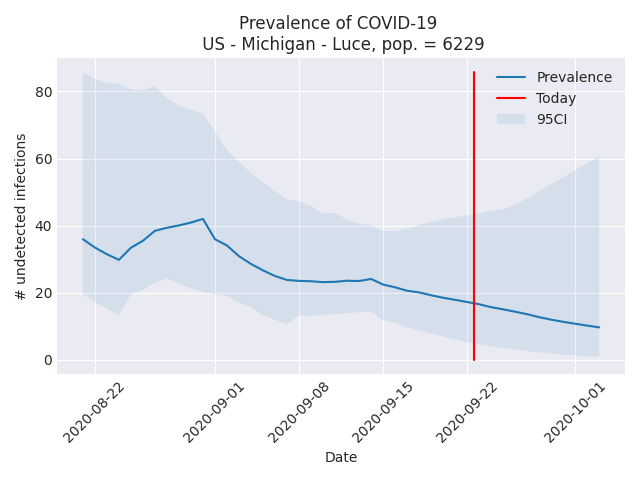 Prevalence of COVID-19
US - Michigan - Luce, pop. = 6229
# undetected infections
80
60
40
20
0
Prevalence
Today
95CI
2020-08-22
2020-09-01
2020-09-08
2020-09-15
2020-09-22
2020-10-01
Date